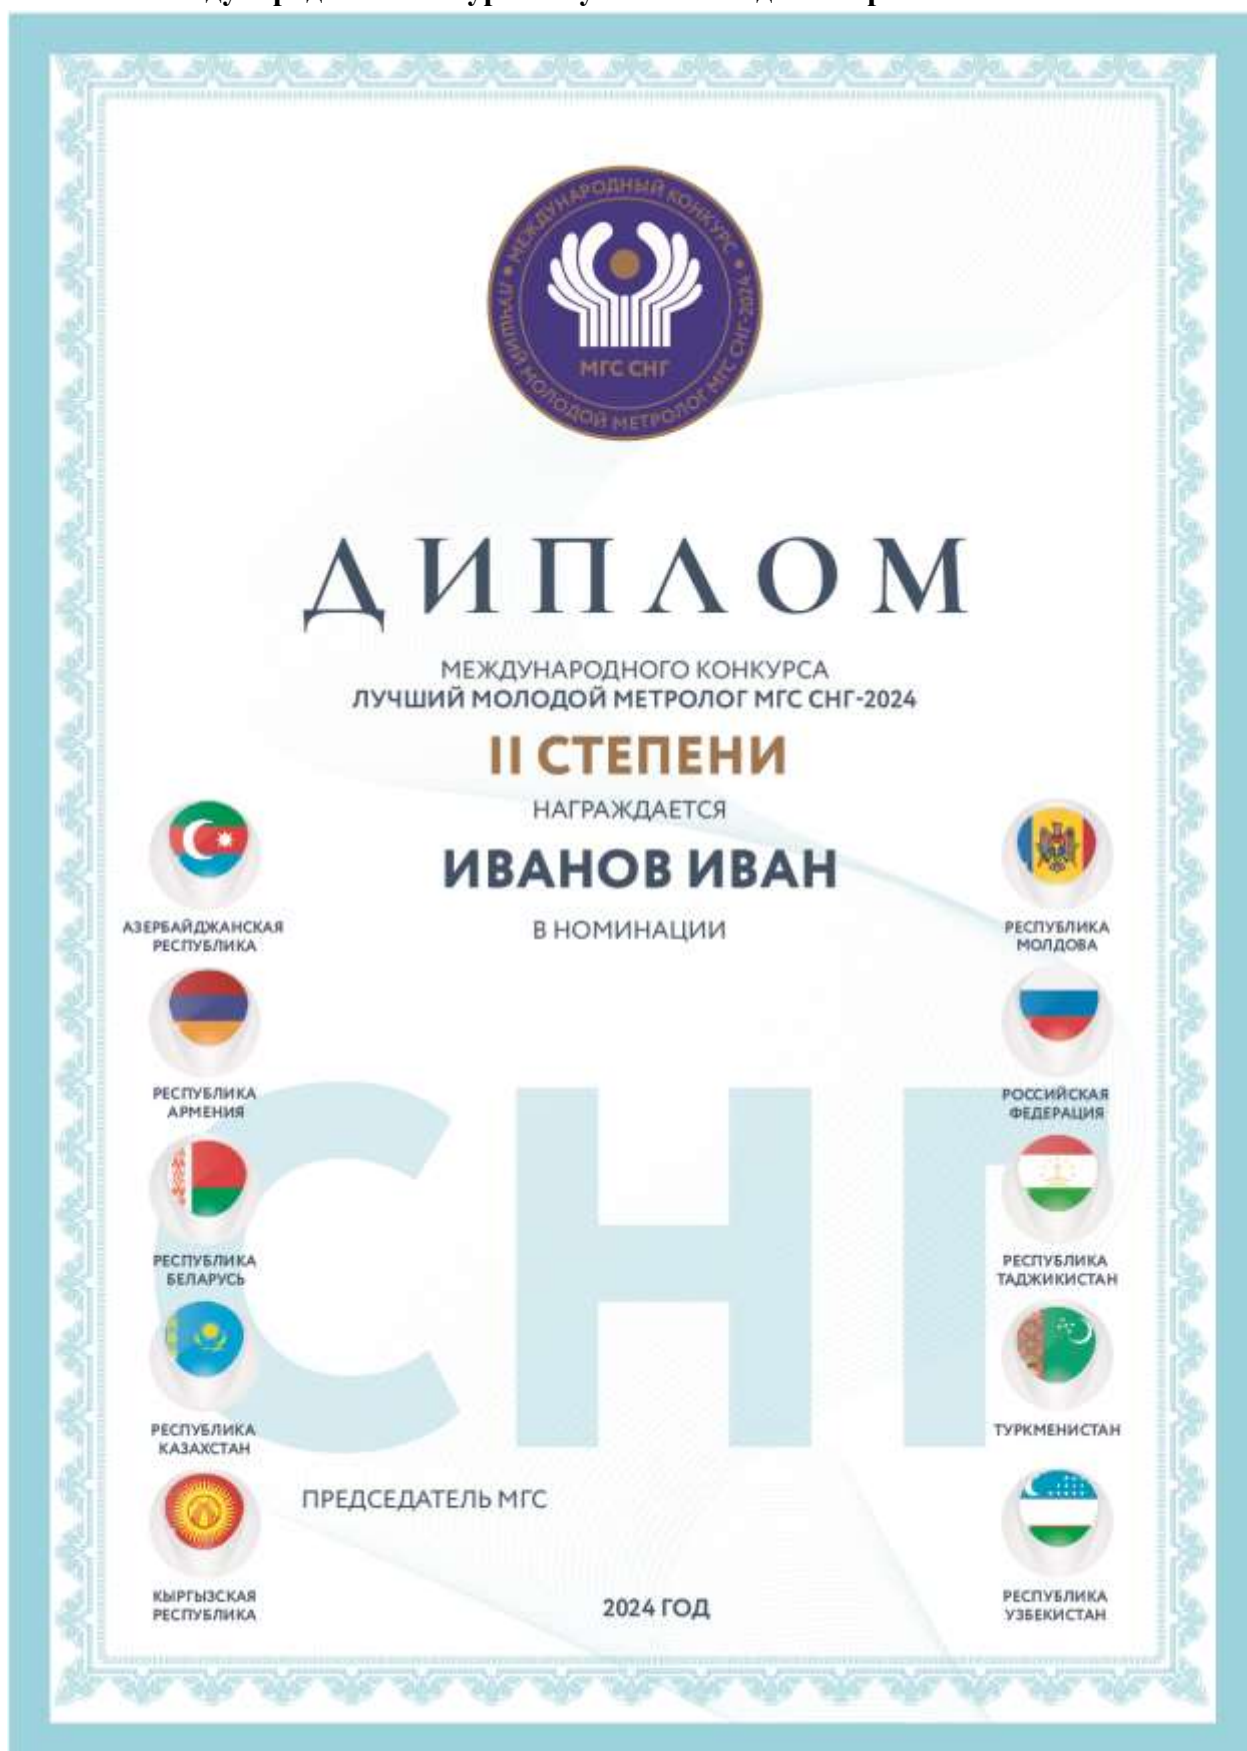 • МЕЖДУНАРОДНЫЙ КОНКУРС •
ЛУЧШИЙ МОЛОДОЙ МЕТРОЛОГ МГС СНГ-2024
МГС СНГ
ДИПЛОМ
МЕЖДУНАРОДНОГО КОНКУРСА
ЛУЧШИЙ МОЛОДОЙ МЕТРОЛОГ МГС СНГ-2024
II СТЕПЕНИ
НАГРАЖДАЕТСЯ
ИВАНОВ ИВАН
В НОМИНАЦИИ
АЗЕРБАЙДЖАНСКАЯ
РЕСПУБЛИКА
РЕСПУБЛИКА
АРМЕНИЯ
РЕСПУБЛИКА
БЕЛАРУСЬ
РЕСПУБЛИКА
КАЗАХСТАН
КЫРГЫЗСКАЯ
РЕСПУБЛИКА
РЕСПУБЛИКА
МОЛДОВА
РОССИЙСКАЯ
ФЕДЕРАЦИЯ
РЕСПУБЛИКА
ТАДЖИКИСТАН
ТУРКМЕНИСТАН
РЕСПУБЛИКА
УЗБЕКИСТАН
СНГ
ПРЕДСЕДАТЕЛЬ МГС
2024 ГОД